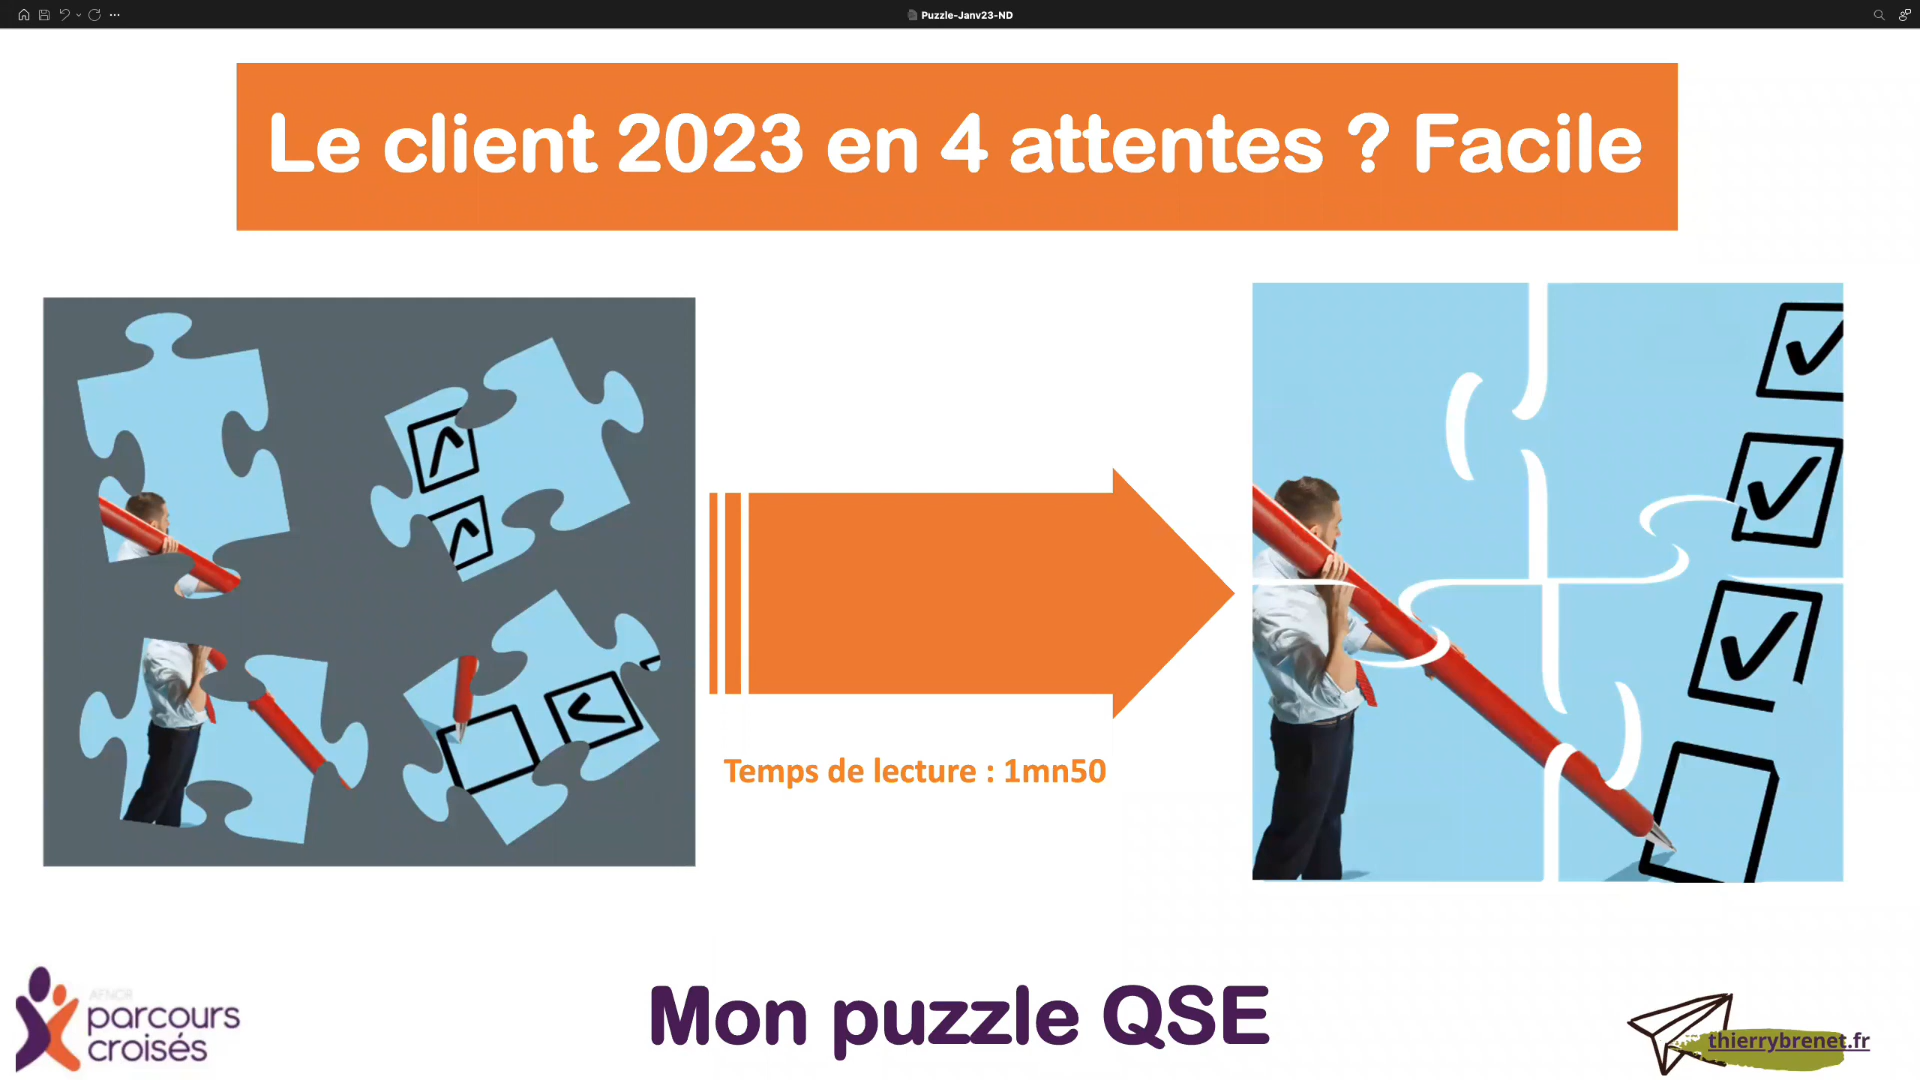 Puzzle-Janv23-ND
Le client 2023 en 4 attentes ? Facile
Temps de lecture : 1mn50
AFNOR
parcours
croisés
Mon puzzle QSE
thierrybrenet.fr